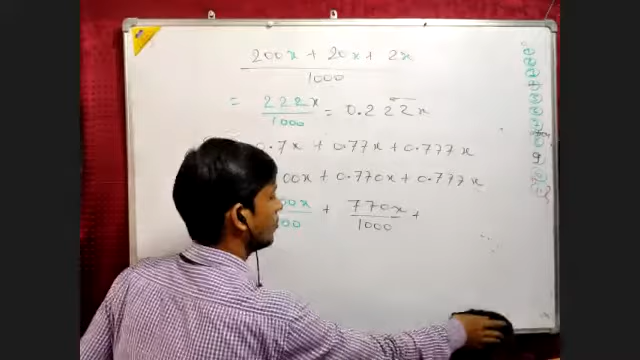 200x + 20x + 2x
1000
= 222x / 1000 = 0.222x
0.7x + 0.77x + 0.777x
00x + 0.770x + 0.777x
00x / 00 + 770x / 1000 +